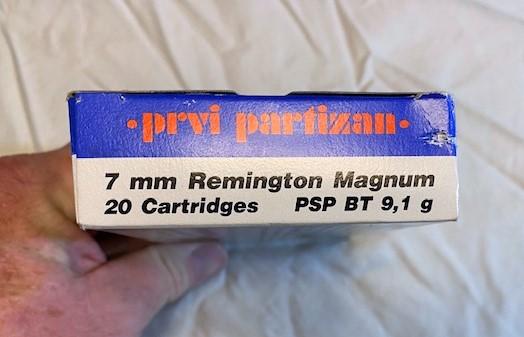 ·prvi partizan·
7 mm Remington Magnum
20 Cartridges PSP BT 9,1 g